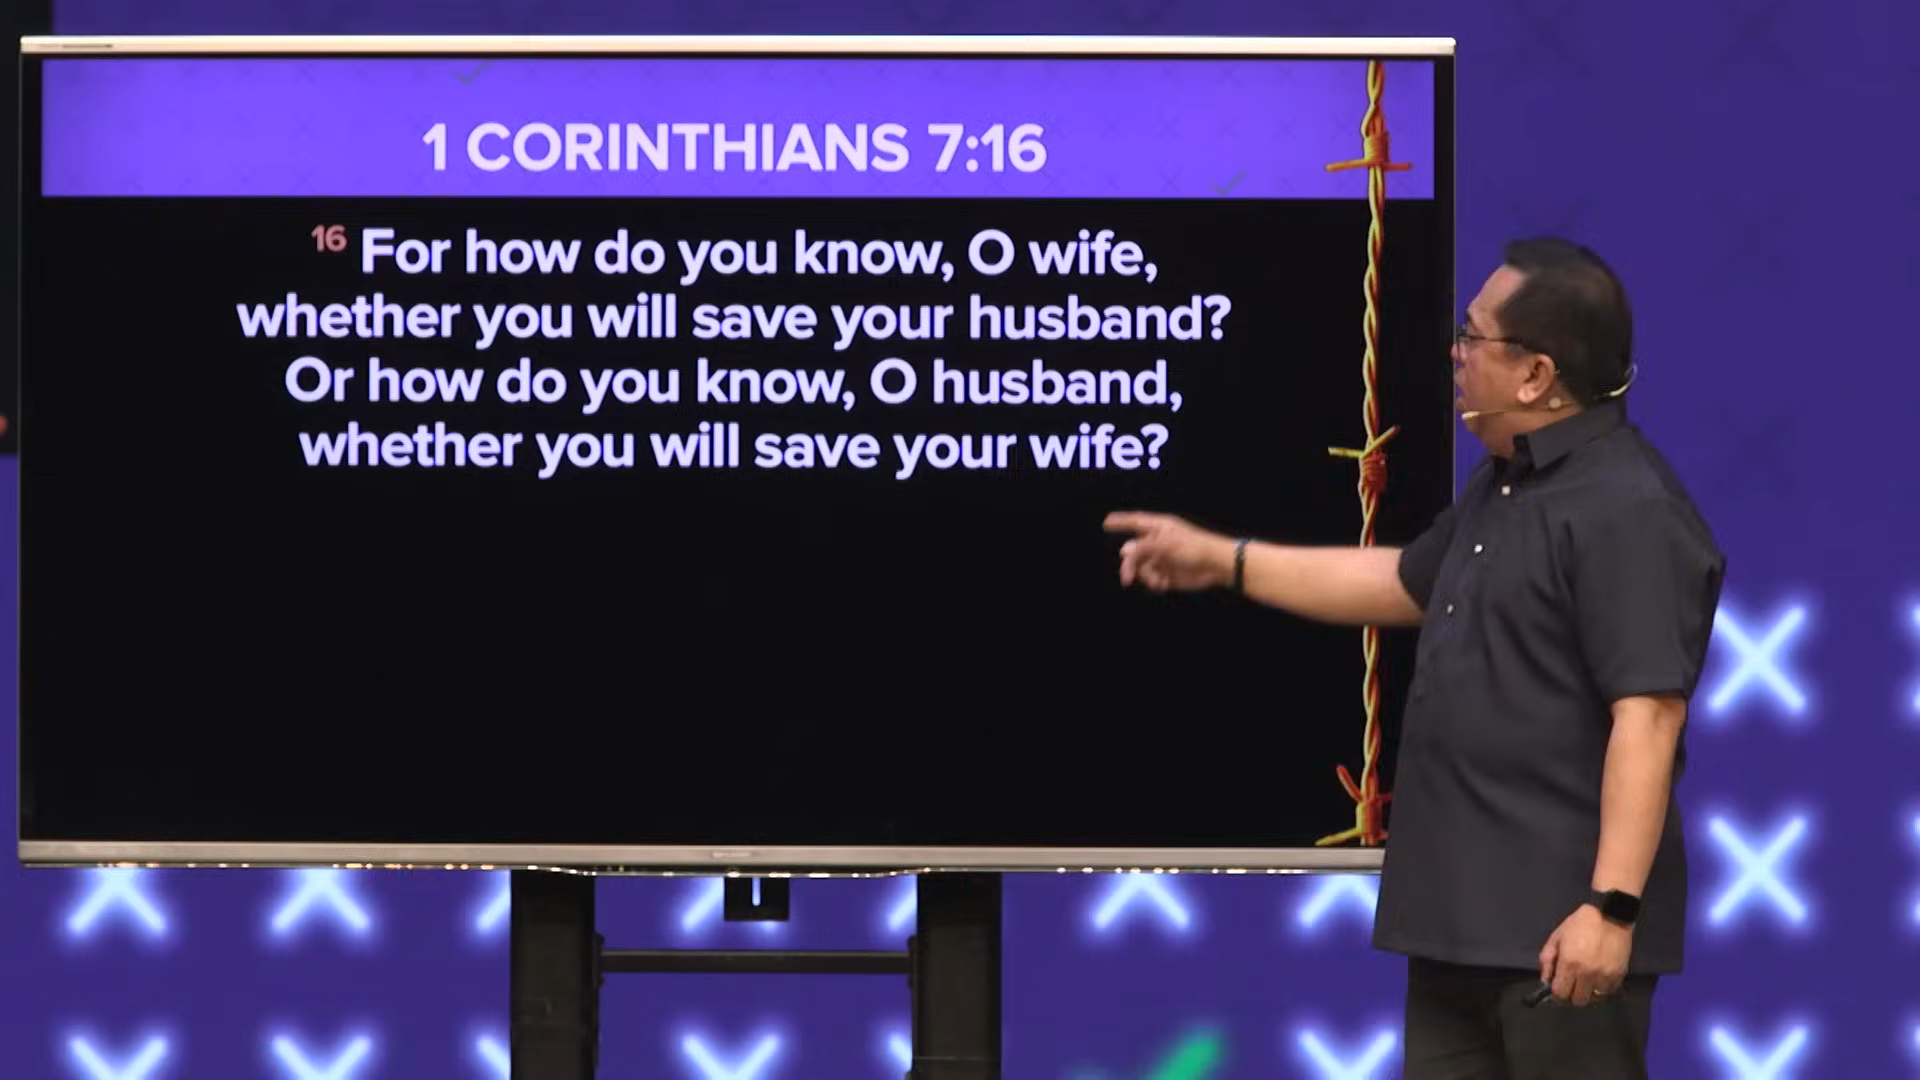 1 CORINTHIANS 7:16
16 For how do you know, O wife,
whether you will save your husband?
Or how do you know, O husband,
whether you will save your wife?